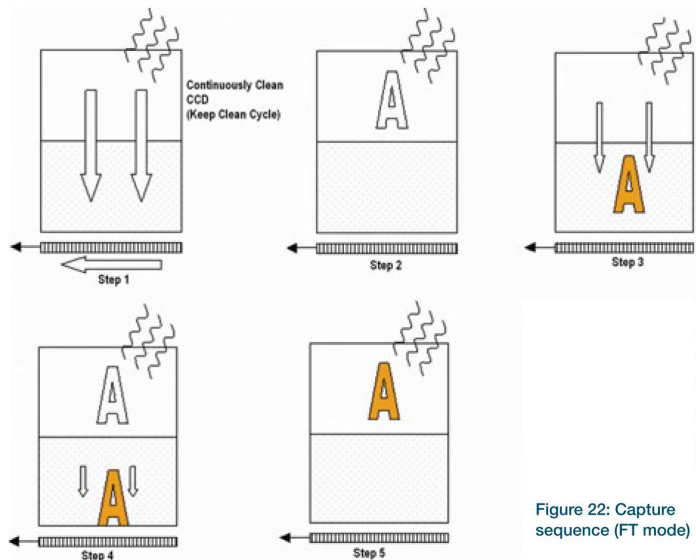 Continuously Clean
CCD
(Keep Clean Cycle)
A
A
Step 1
Step 2
Step 3
A
A
A
Step 4
Step 5
Figure 22: Capture
sequence (FT mode)